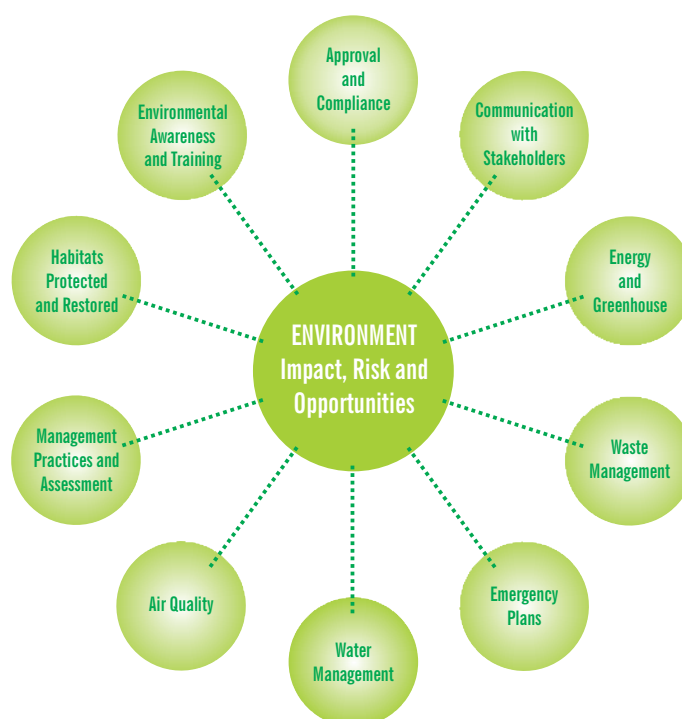 Approval
and
Compliance
Communication
with
Stakeholders
Energy
and
Greenhouse
Waste
Management
Emergency
Plans
Water
Management
Air Quality
Management
Practices and
Assessment
Habitats
Protected
and Restored
Environmental
Awareness
and Training
ENVIRONMENT
Impact, Risk and
Opportunities